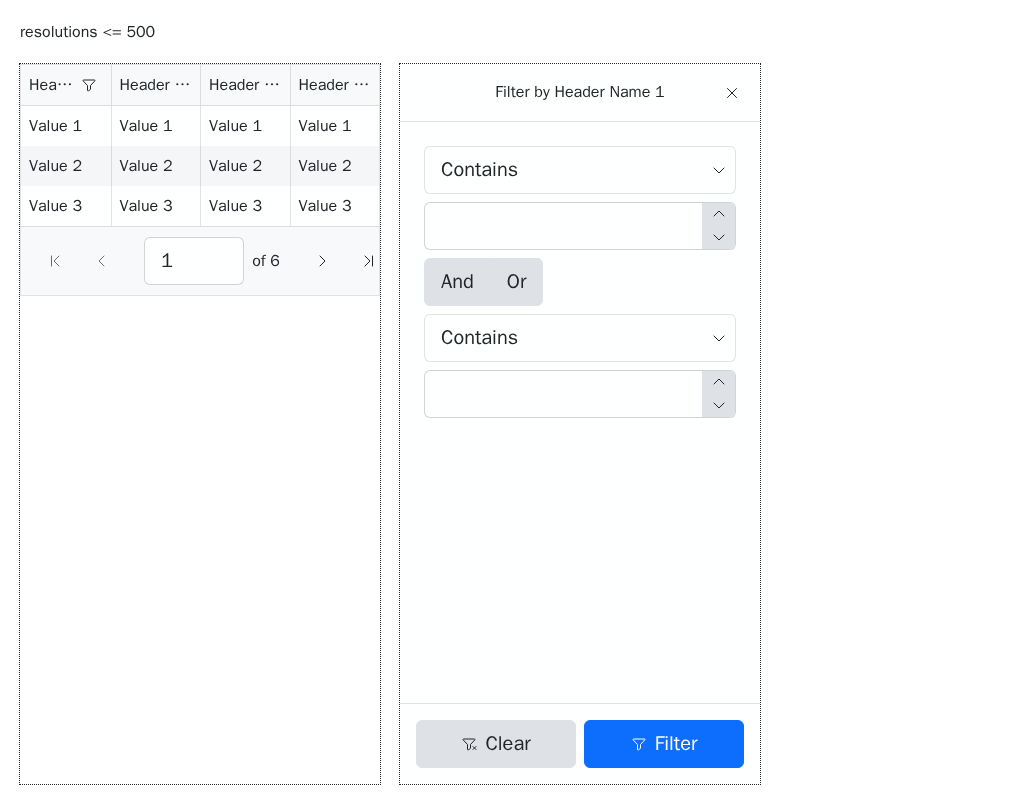 resolutions <= 500
Hea··· Header ··· Header ··· Header ···
Value 1 Value 1 Value 1 Value 1
Value 2 Value 2 Value 2 Value 2
Value 3 Value 3 Value 3 Value 3
1 of 6
Filter by Header Name 1
Contains
And Or
Contains
Clear Filter